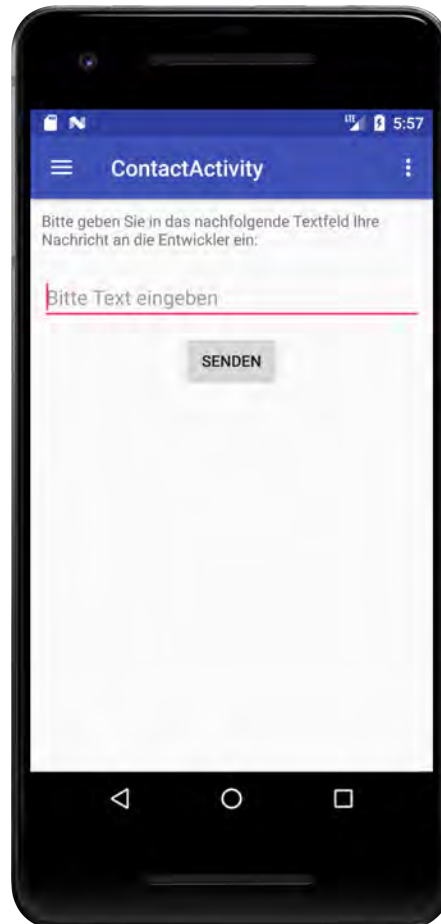 LTE 5:57
ContactActivity
Bitte geben Sie in das nachfolgende Textfeld Ihre
Nachricht an die Entwickler ein:
Bitte Text eingeben
SENDEN